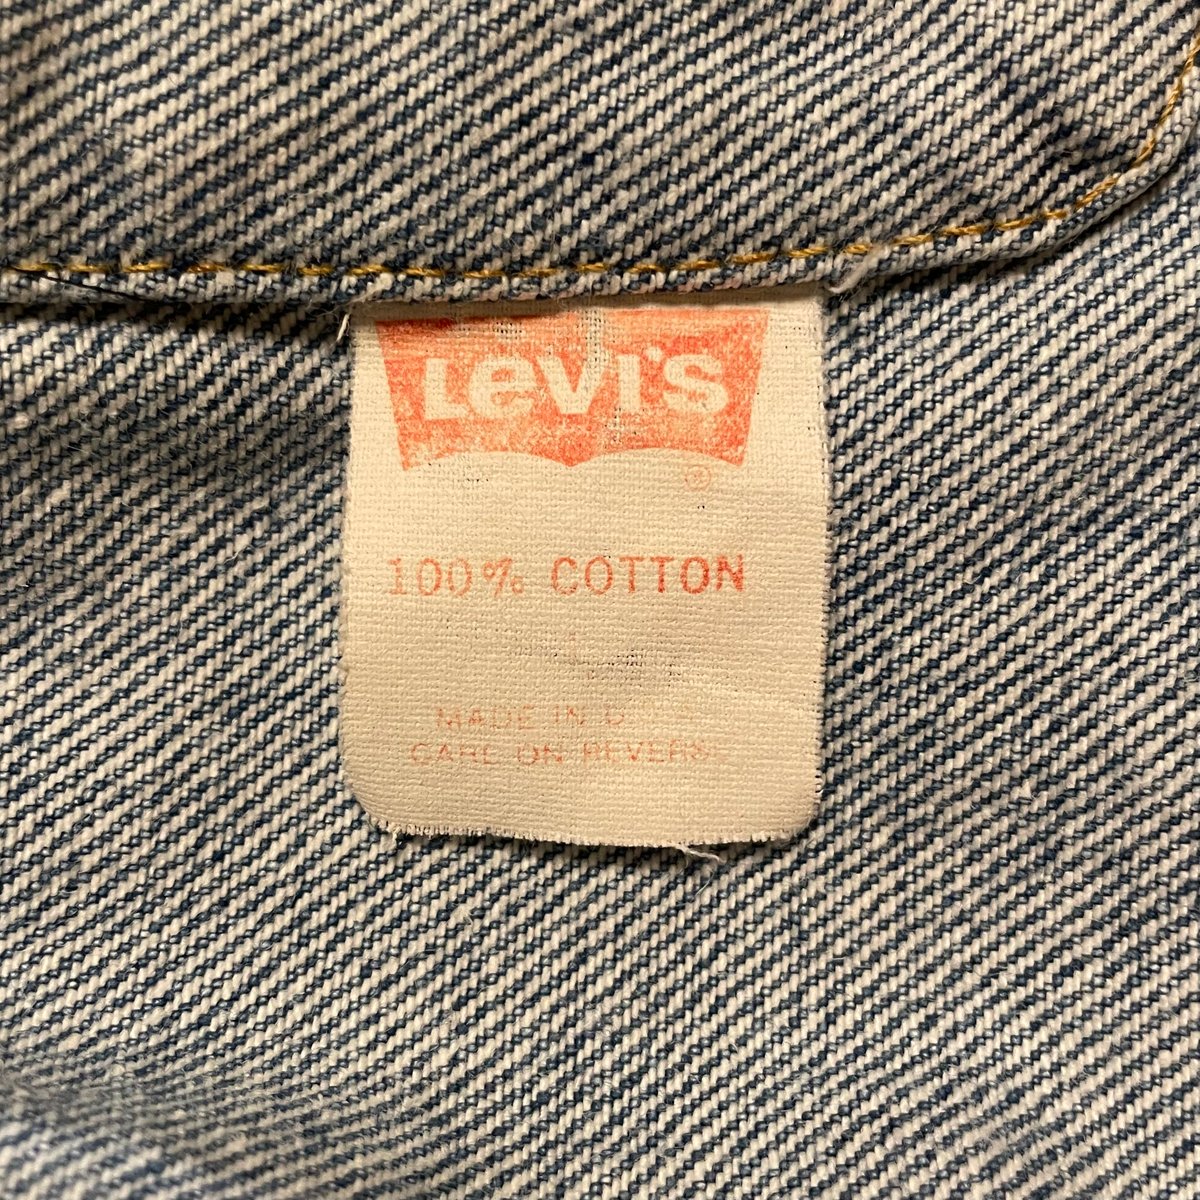 Levi's
®
100% COTTON
MADE IN U.S.A.
CARE ON REVERSE